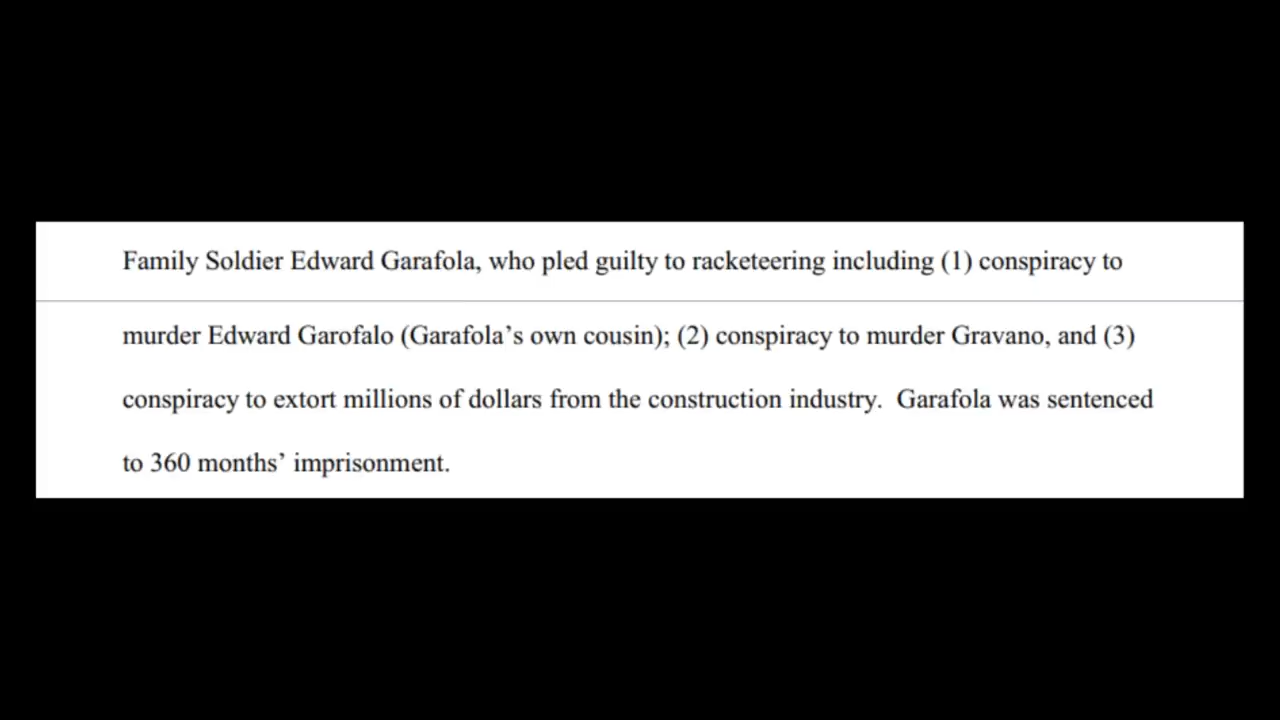 Family Soldier Edward Garafola, who pled guilty to racketeering including (1) conspiracy to
murder Edward Garofalo (Garafola’s own cousin); (2) conspiracy to murder Gravano, and (3)
conspiracy to extort millions of dollars from the construction industry.  Garafola was sentenced
to 360 months’ imprisonment.